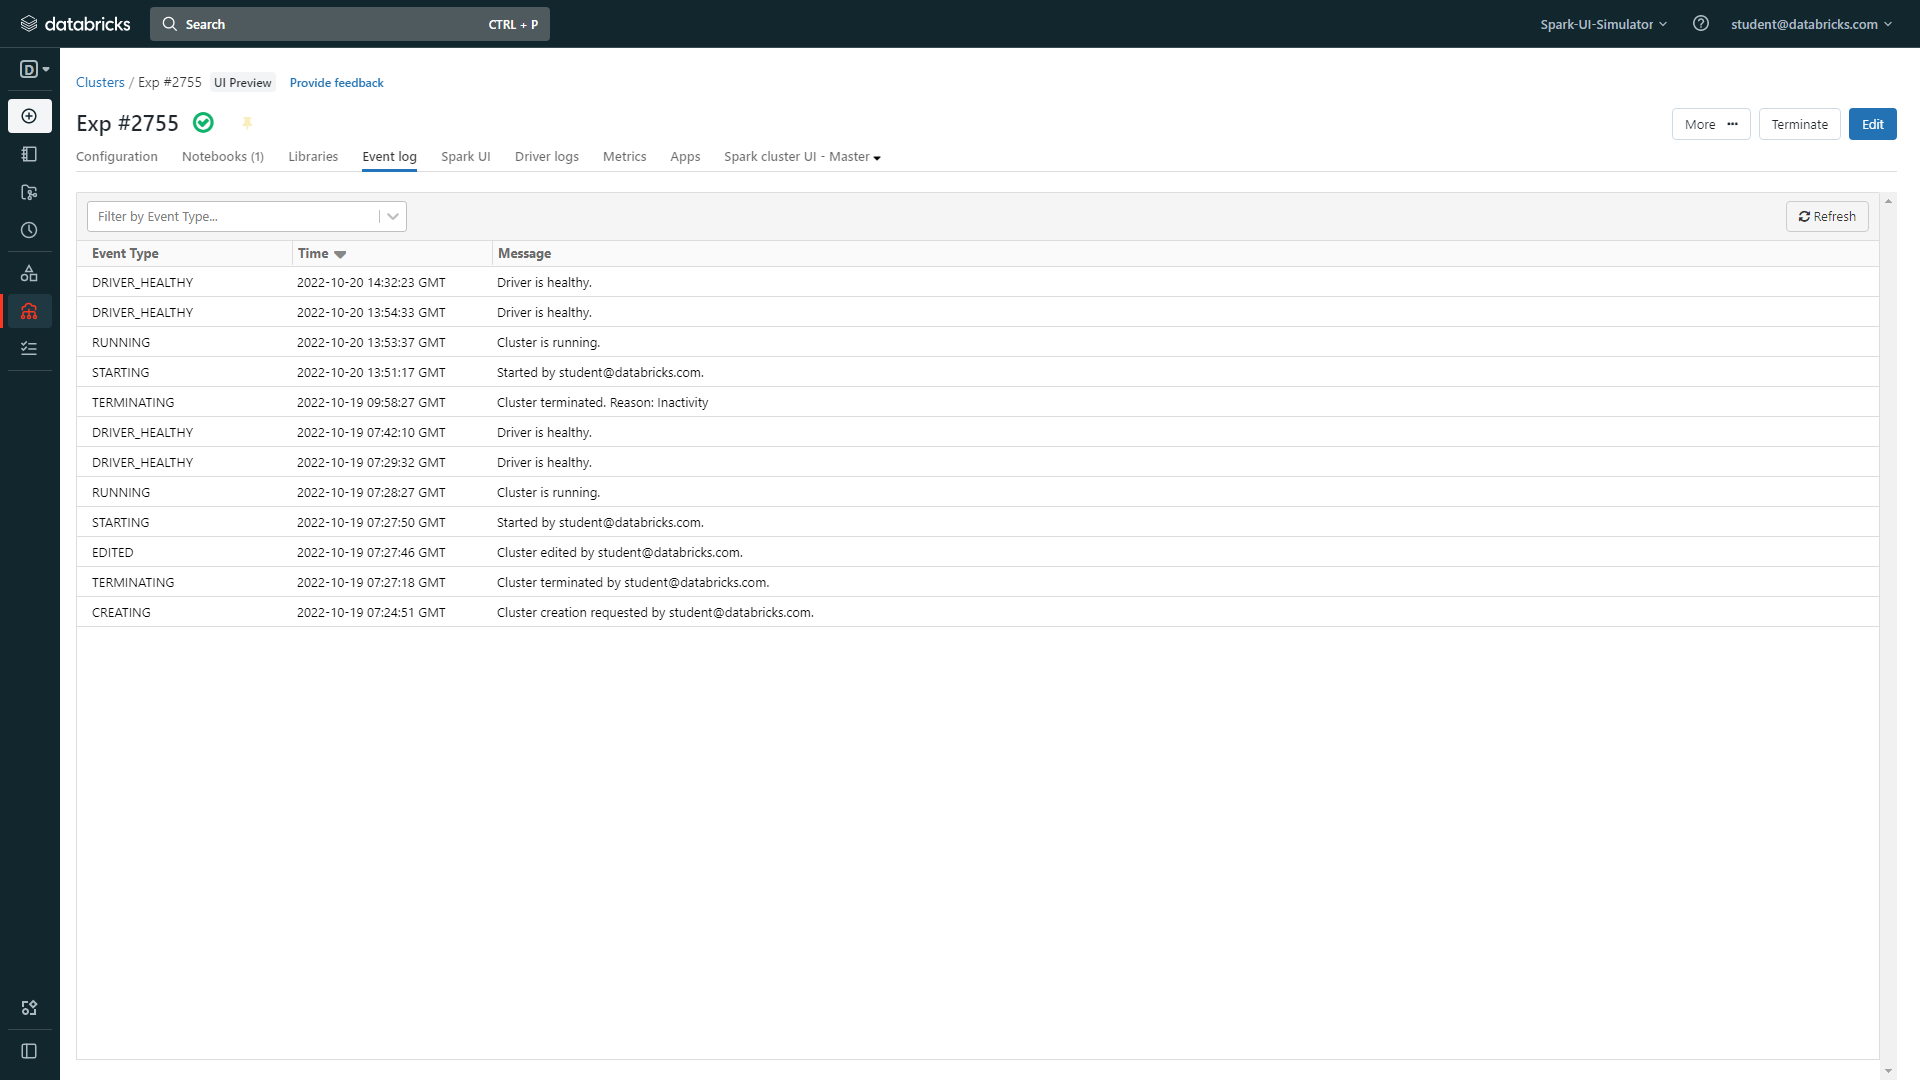 databricks
Search CTRL + P
Spark-UI-Simulator
student@databricks.com
D
Clusters / Exp #2755 UI Preview Provide feedback
Exp #2755
More ··· Terminate Edit
Configuration Notebooks (1) Libraries Event log Spark UI Driver logs Metrics Apps Spark cluster UI - Master
Filter by Event Type...
Refresh
Event Type Time Message
DRIVER_HEALTHY 2022-10-20 14:32:23 GMT Driver is healthy.
DRIVER_HEALTHY 2022-10-20 13:54:33 GMT Driver is healthy.
RUNNING 2022-10-20 13:53:37 GMT Cluster is running.
STARTING 2022-10-20 13:51:17 GMT Started by student@databricks.com.
TERMINATING 2022-10-19 09:58:27 GMT Cluster terminated. Reason: Inactivity
DRIVER_HEALTHY 2022-10-19 07:42:10 GMT Driver is healthy.
DRIVER_HEALTHY 2022-10-19 07:29:32 GMT Driver is healthy.
RUNNING 2022-10-19 07:28:27 GMT Cluster is running.
STARTING 2022-10-19 07:27:50 GMT Started by student@databricks.com.
EDITED 2022-10-19 07:27:46 GMT Cluster edited by student@databricks.com.
TERMINATING 2022-10-19 07:27:18 GMT Cluster terminated by student@databricks.com.
CREATING 2022-10-19 07:24:51 GMT Cluster creation requested by student@databricks.com.